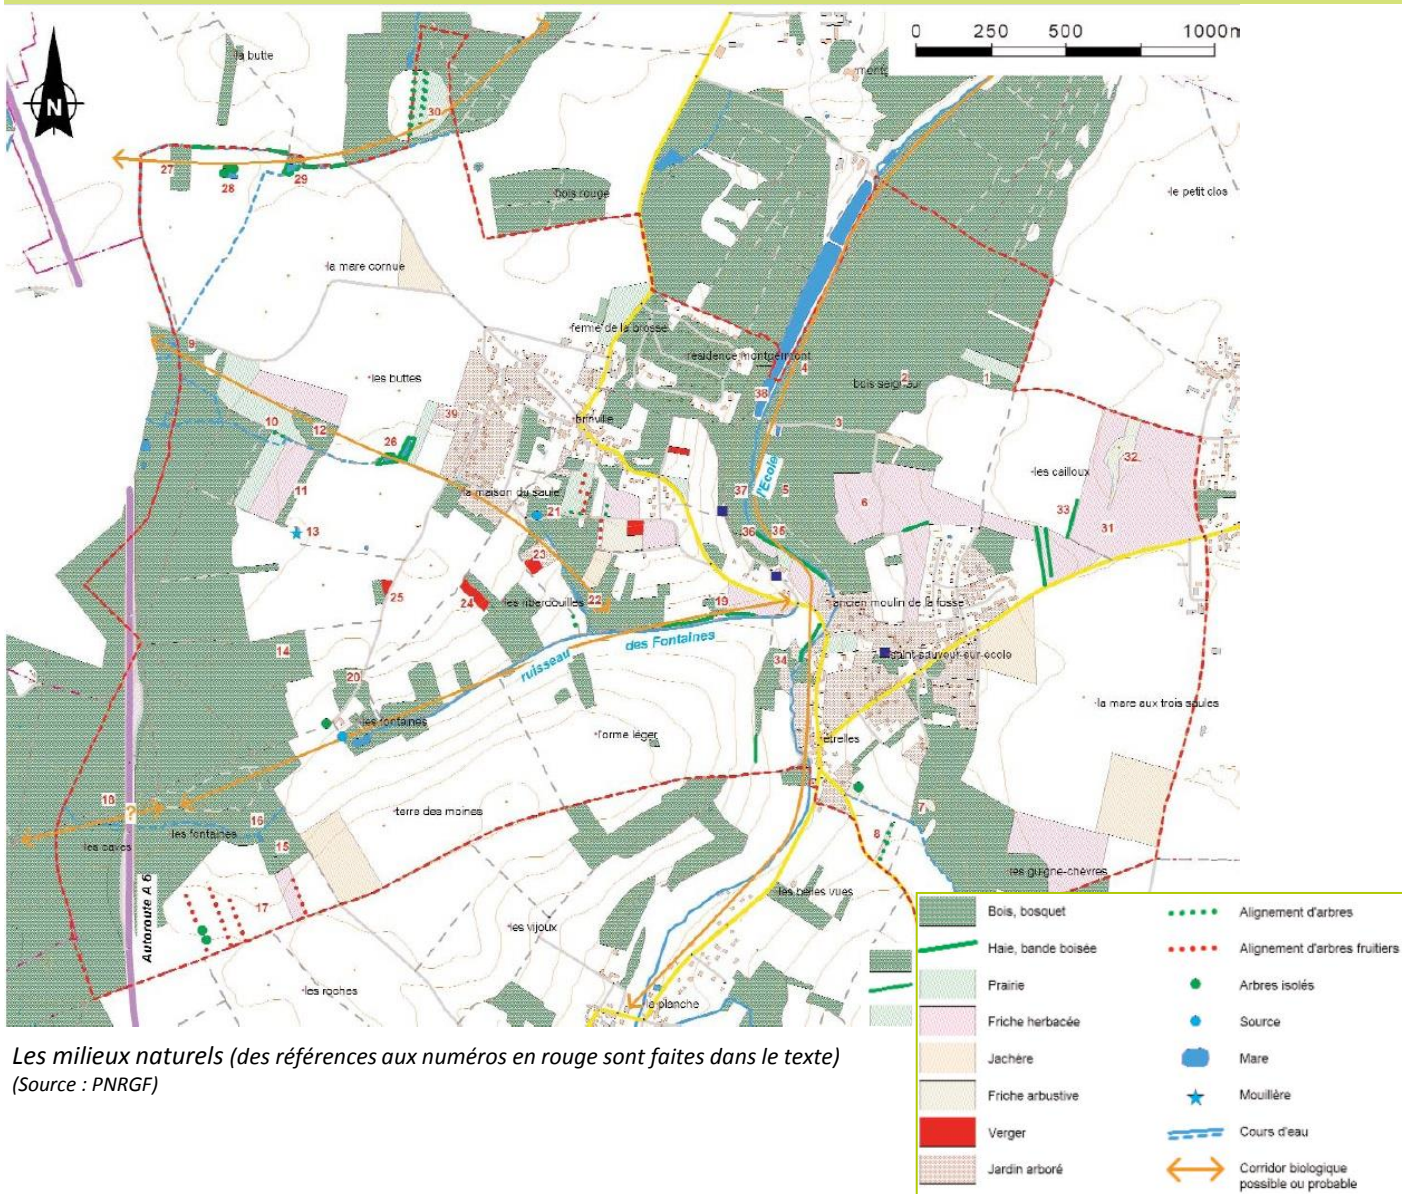 0 250 500 1000m
la butte
N
30
27
28
29
bois rouge
le petit clos
la mare cornue
ferme de la brosse
residence montgermont
4
9
les buttes
38
bois seigneur
2
1
39
brinville
3
10
12
26
l'Ecole
les cailloux
32
la maison du saule
37
5
11
6
33
31
13
21
36
35
23
25
24
les riberdouilles
22
19
ancien moulin de la fosse
des Fontaines
ruisseau
14
34
saint-sauveur-sur-ecole
20
les fontaines
la mare aux trois saules
l'orme léger
etrelles
18
?
16
terre des moines
7
8
les fontaines
15
les caves
les guigne-chèvres
17
les belles vues
Autoroute A 6
les vijoux
les roches
la planche
Bois, bosquet
Haie, bande boisée
Prairie
Friche herbacée
Jachère
Friche arbustive
Verger
Jardin arboré
Alignement d'arbres
Alignement d'arbres fruitiers
Arbres isolés
Source
Mare
Mouillère
Cours d'eau
Corridor biologique
possible ou probable
Les milieux naturels (des références aux numéros en rouge sont faites dans le texte)
(Source : PNRGF)